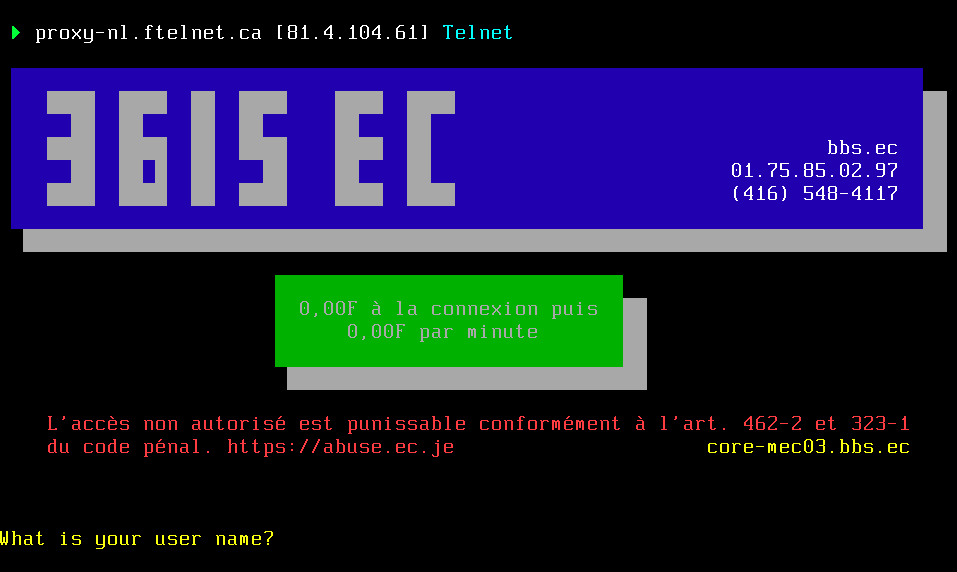 proxy-nl.ftelnet.ca [81.4.104.61] Telnet
3615 EC
bbs.ec
01.75.85.02.97
(416) 548-4117
0,00F à la connexion puis
0,00F par minute
L'accès non autorisé est punissable conformément à l'art. 462-2 et 323-1
du code pénal. https://abuse.ec.je core-mec03.bbs.ec
What is your user name?